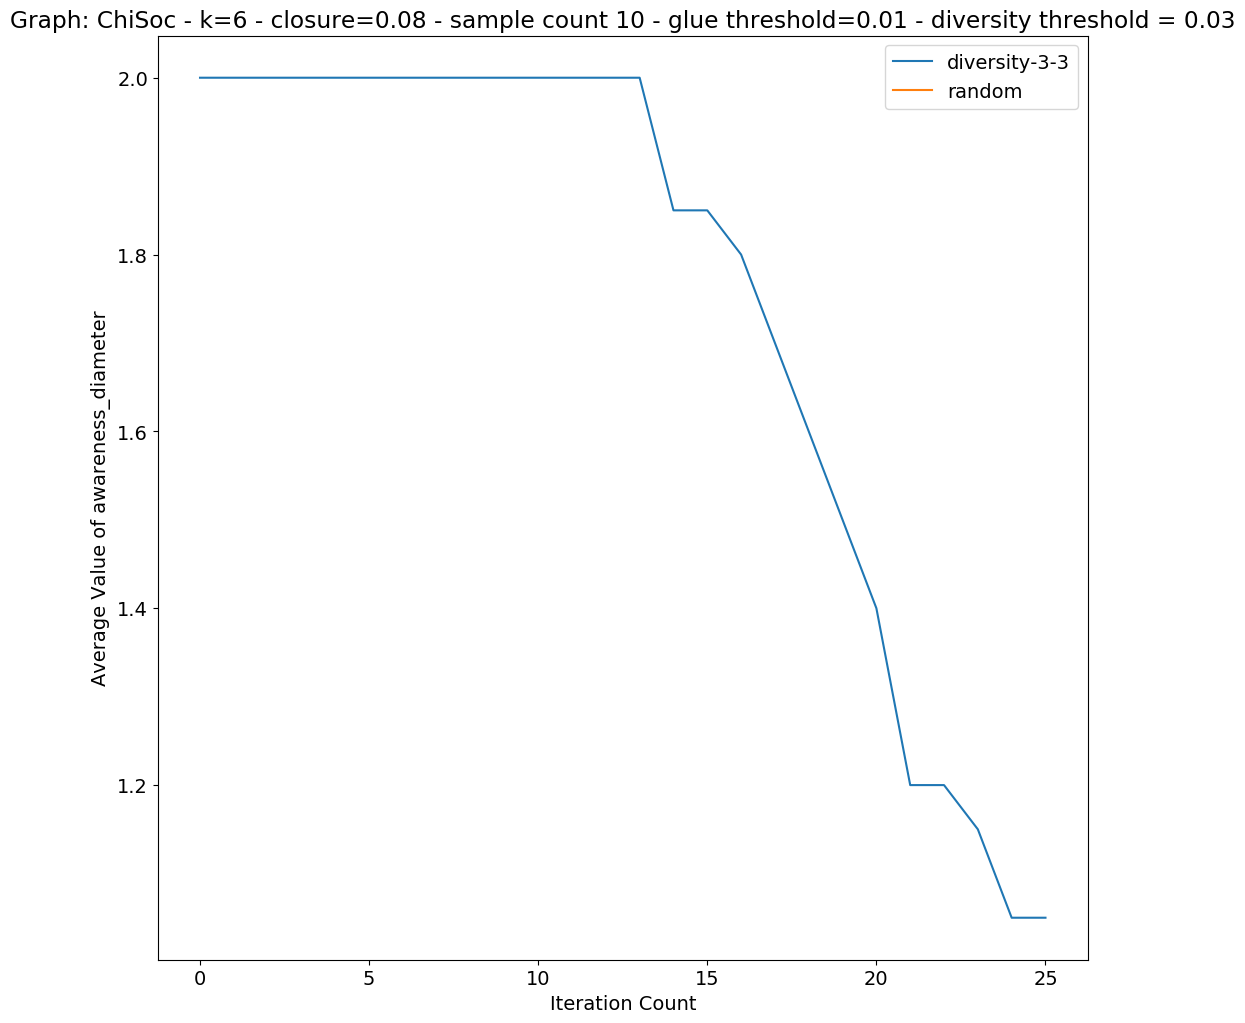 Graph: ChiSoc - k=6 - closure=0.08 - sample count 10 - glue threshold=0.01 - diversity threshold = 0.03
diversity-3-3
random
2.0
1.8
1.6
1.4
1.2
Average Value of awareness_diameter
0 5 10 15 20 25
Iteration Count